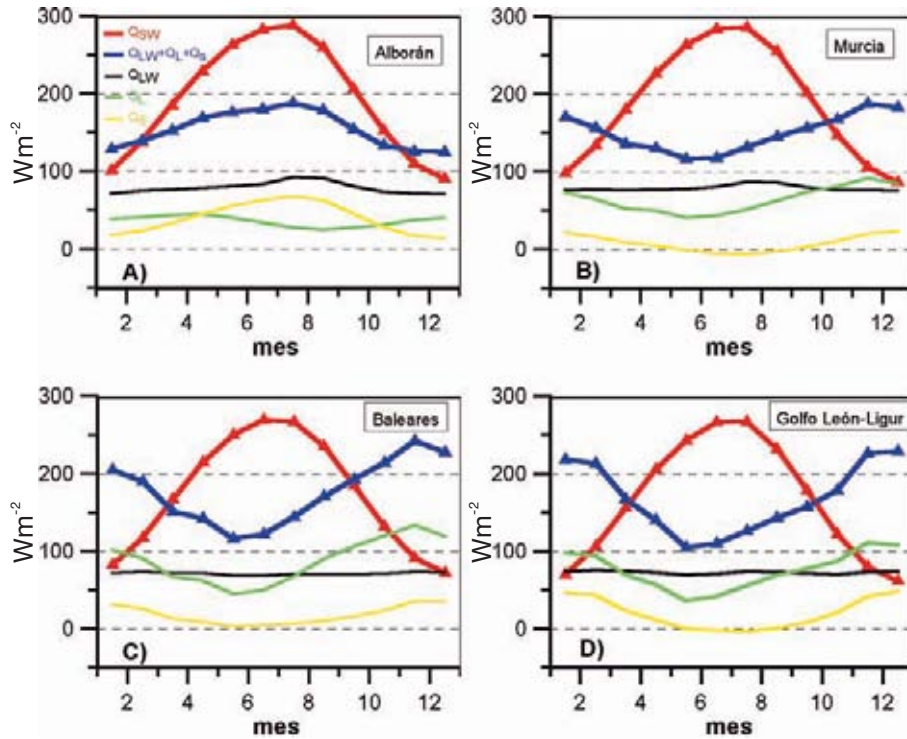 300
200
100
0
Wm⁻²
Q_SW
Q_LW+Q_L+Q_S
Q_LW
Q_L
Q_S
Alborán
A)
2 4 6 8 10 12
mes
300
200
100
0
Wm⁻²
Murcia
B)
2 4 6 8 10 12
mes
300
200
100
0
Wm⁻²
Baleares
C)
2 4 6 8 10 12
mes
300
200
100
0
Wm⁻²
Golfo León-Ligur
D)
2 4 6 8 10 12
mes